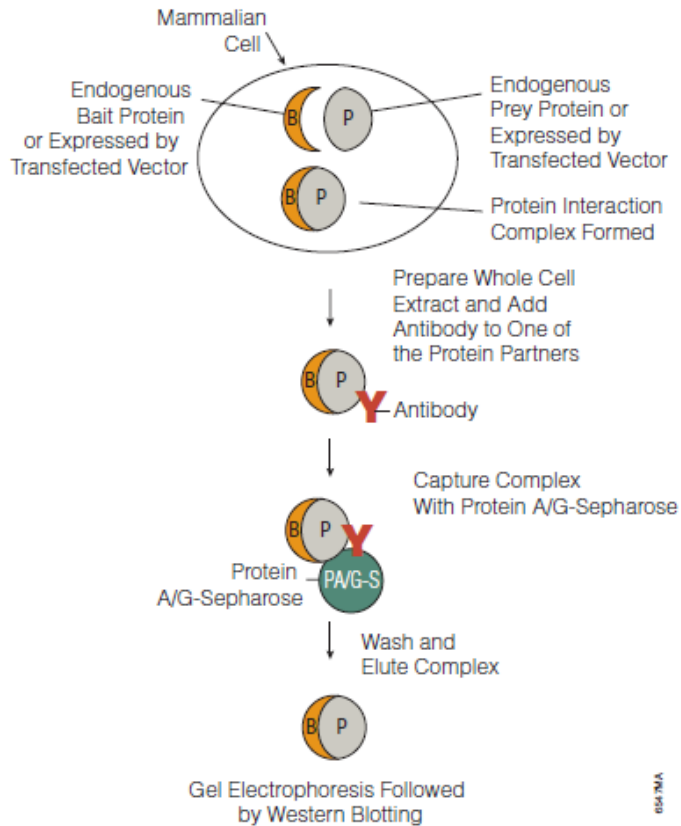 Mammalian
Cell
Endogenous
Bait Protein
or Expressed by
Transfected Vector
B
P
Endogenous
Prey Protein or
Expressed by
Transfected Vector
B
P
Protein Interaction
Complex Formed
Prepare Whole Cell
Extract and Add
Antibody to One of
the Protein Partners
B
P
Antibody
Capture Complex
With Protein A/G-Sepharose
B
P
Protein
A/G-Sepharose
PA/G-S
Wash and
Elute Complex
B
P
Gel Electrophoresis Followed
by Western Blotting
6547MA